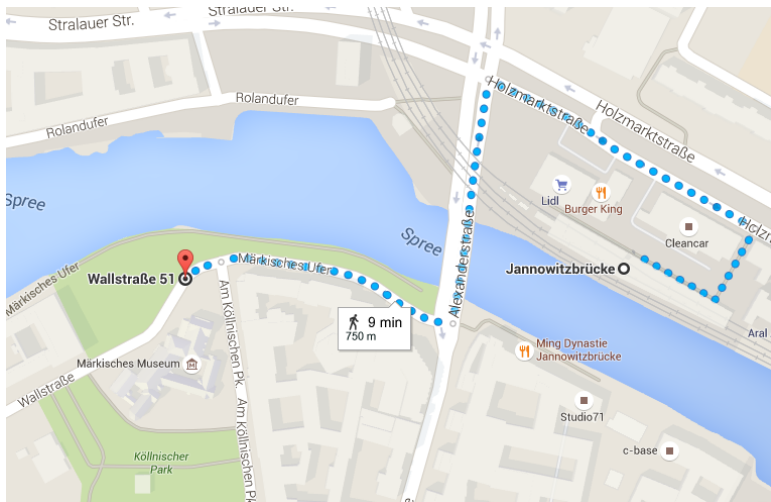 Stralauer Str.
Stralauer Str.
Rolandufer
Rolandufer
Holzmarktstraße
Holzmarktstraße
Lidl
Burger King
Holzm
Cleancar
Spree
Spree
Alexanderstraße
Jannowitzbrücke
Märkisches Ufer
Märkisches Ufer
Wallstraße 51
Am Köllnischen Pk.
Am Köllnischen Pk.
9 min
750 m
Aral
Ming Dynastie
Jannowitzbrücke
Märkisches Museum
Wallstraße
Studio71
c-base
Köllnischer
Park